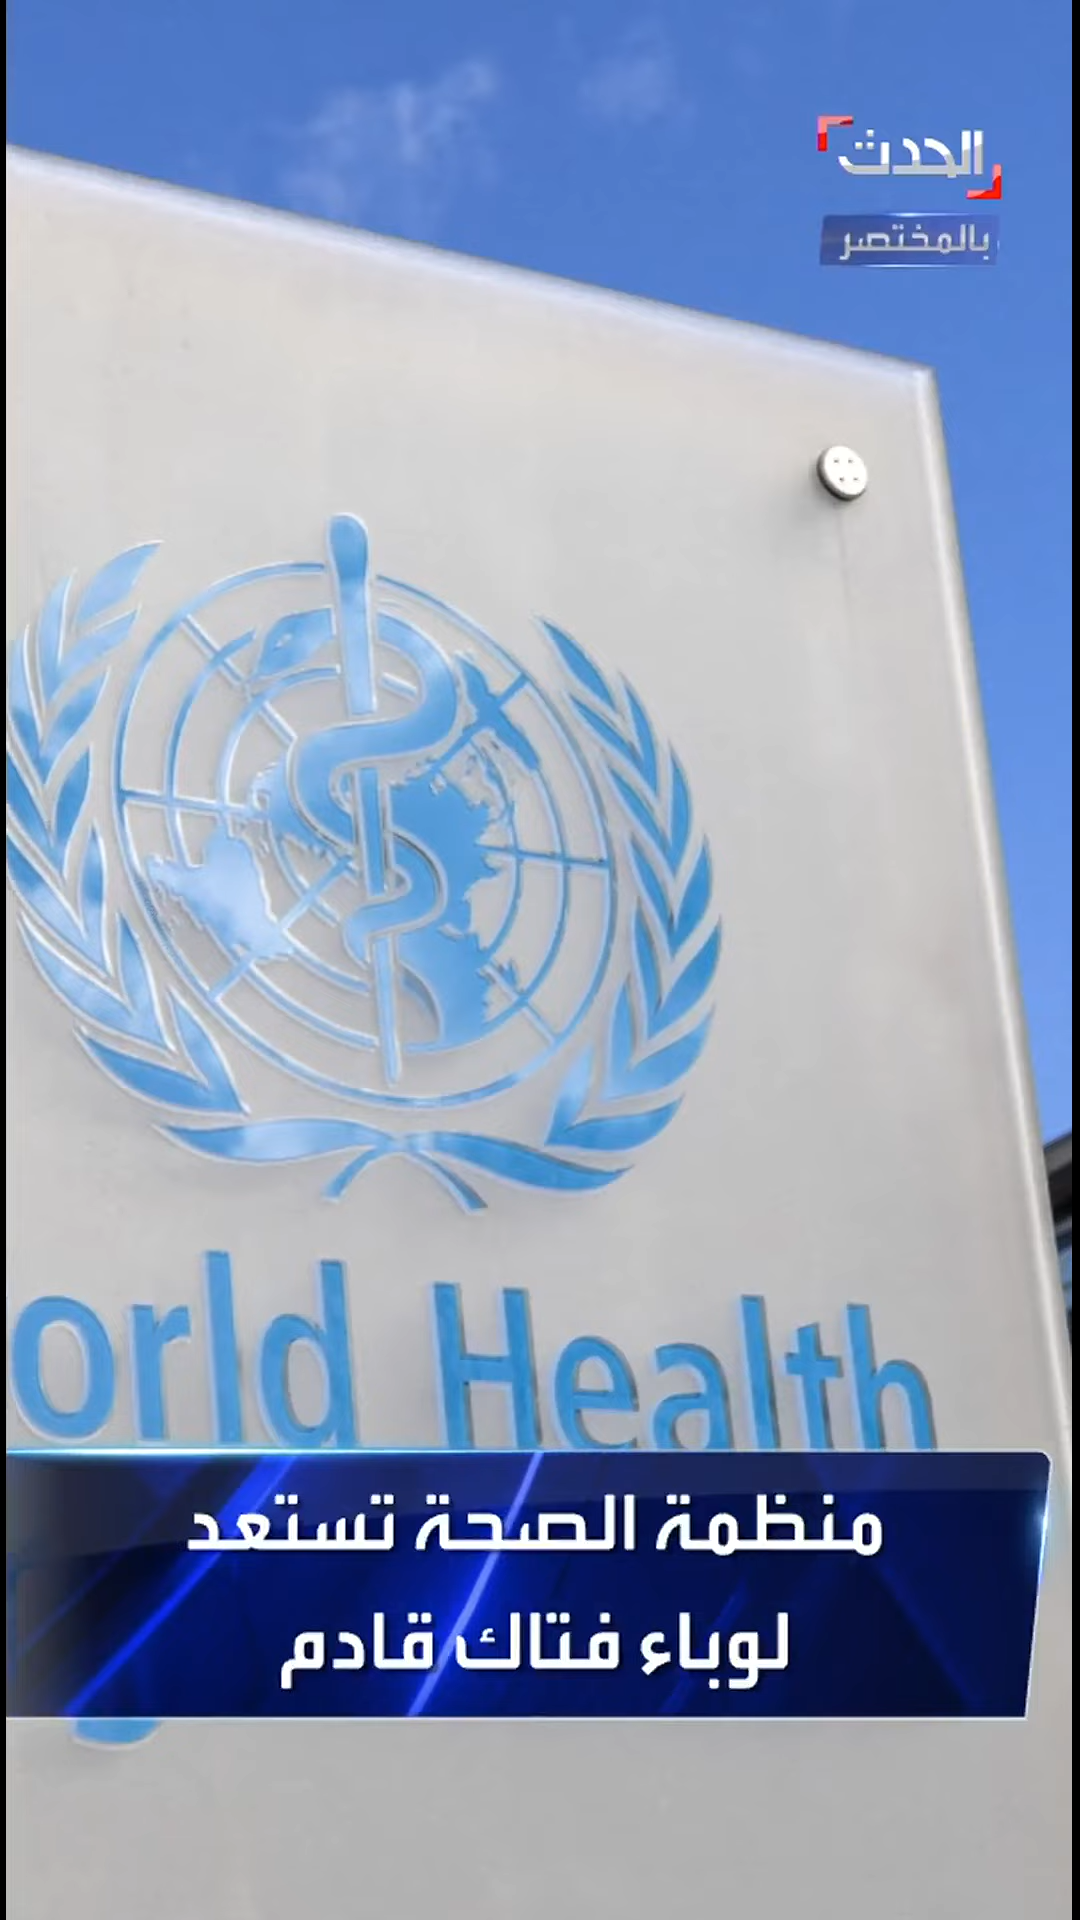 الحدث
بالمختصر
orld Health
منظمة الصحة تستعد
لوباء فتاك قادم